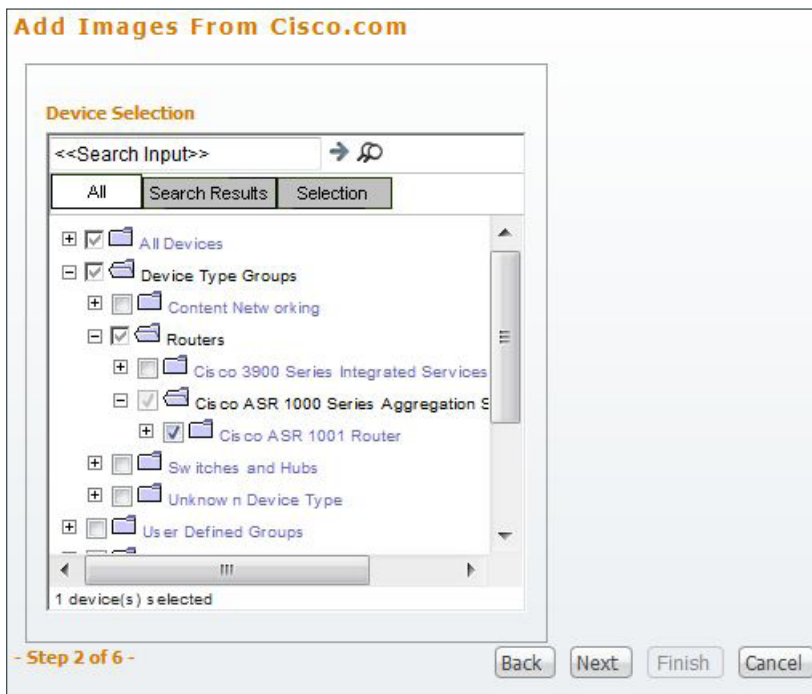 Add Images From Cisco.com
Device Selection
<<Search Input>>
All Search Results Selection
All Devices
Device Type Groups
Content Networking
Routers
Cisco 3900 Series Integrated Services
Cisco ASR 1000 Series Aggregation S
Cisco ASR 1001 Router
Switches and Hubs
Unknown Device Type
User Defined Groups
1 device(s) selected
- Step 2 of 6 -
Back Next Finish Cancel